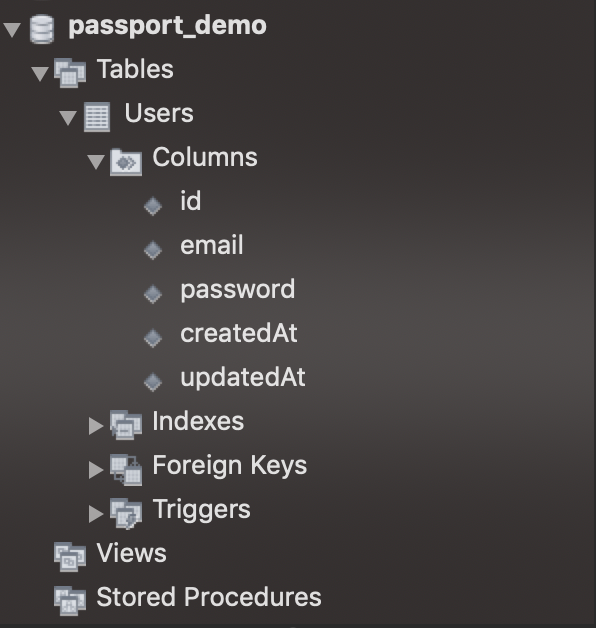 passport_demo
Tables
Users
Columns
id
email
password
createdAt
updatedAt
Indexes
Foreign Keys
Triggers
Views
Stored Procedures